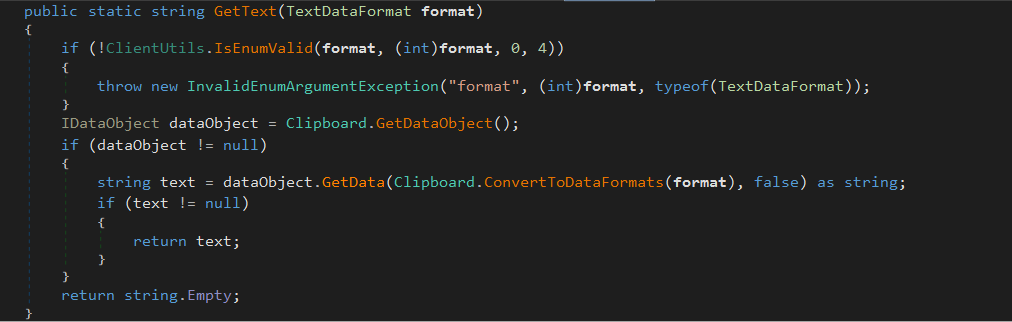 public static string GetText(TextDataFormat format)
{
if (!ClientUtils.IsEnumValid(format, (int)format, 0, 4))
{
throw new InvalidEnumArgumentException("format", (int)format, typeof(TextDataFormat));
}
IDataObject dataObject = Clipboard.GetDataObject();
if (dataObject != null)
{
string text = dataObject.GetData(Clipboard.ConvertToDataFormats(format), false) as string;
if (text != null)
{
return text;
}
}
return string.Empty;
}